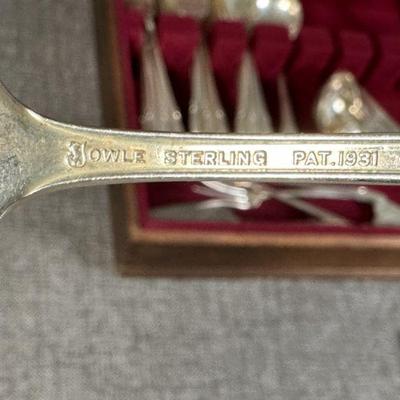 TOWLE STERLING PAT.1931